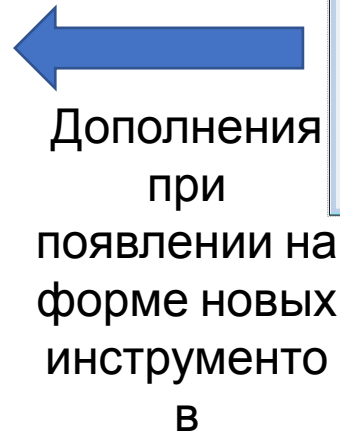 Дополнения
при
появлении на
форме новых
инструменто
в